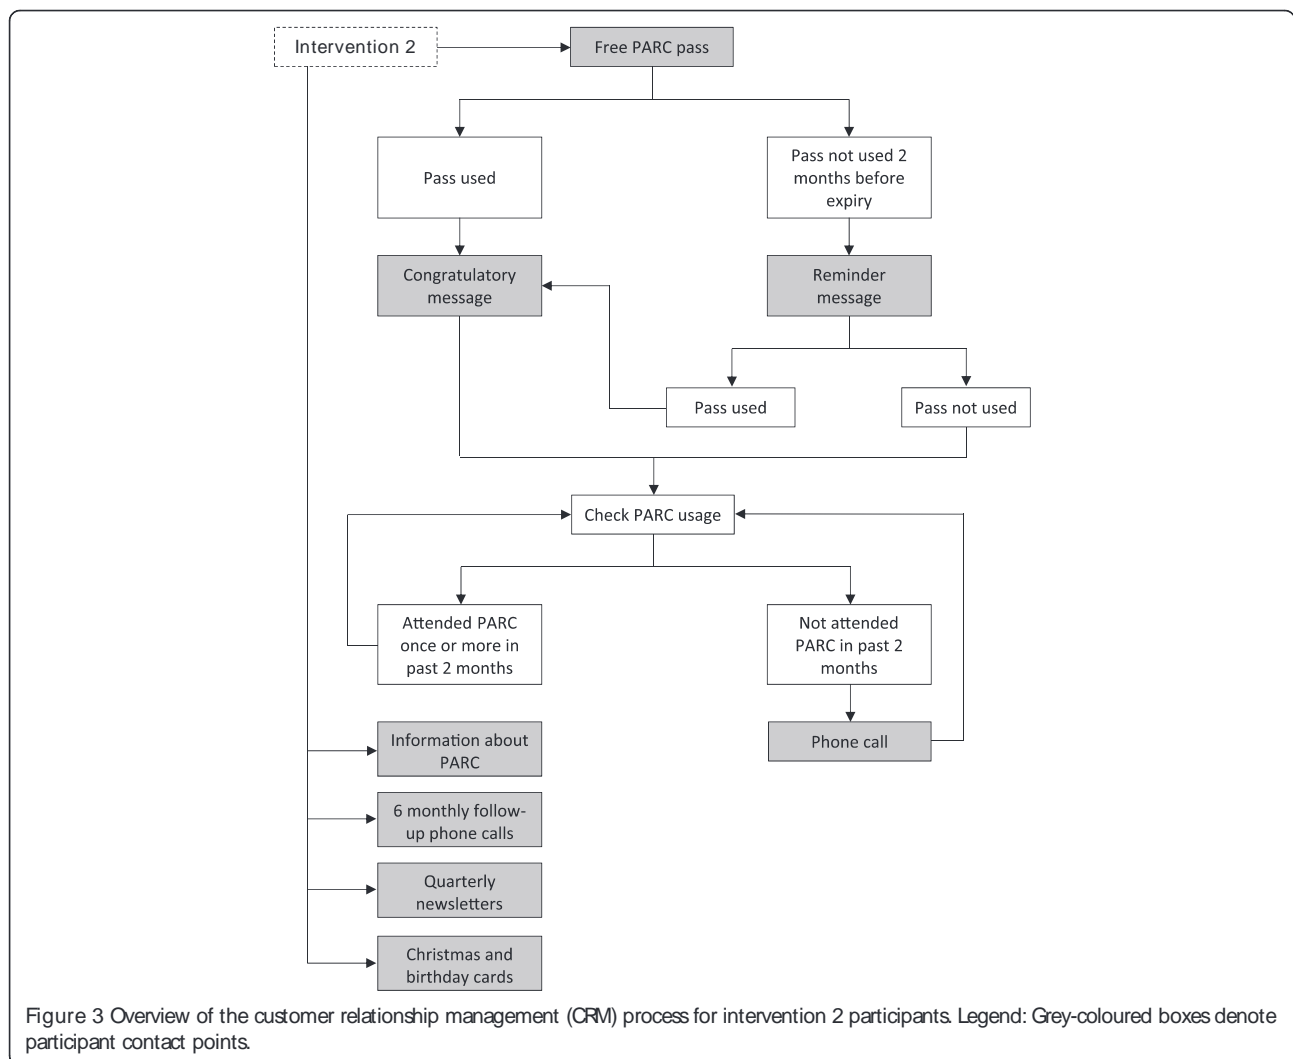 Intervention 2
Free PARC pass
Pass used
Pass not used 2
months before
expiry
Congratulatory
message
Reminder
message
Pass used
Pass not used
Check PARC usage
Attended PARC
once or more in
past 2 months
Not attended
PARC in past 2
months
Information about
PARC
Phone call
6 monthly follow-
up phone calls
Quarterly
newsletters
Christmas and
birthday cards
Figure 3 Overview of the customer relationship management (CRM) process for intervention 2 participants. Legend: Grey-coloured boxes denote
participant contact points.